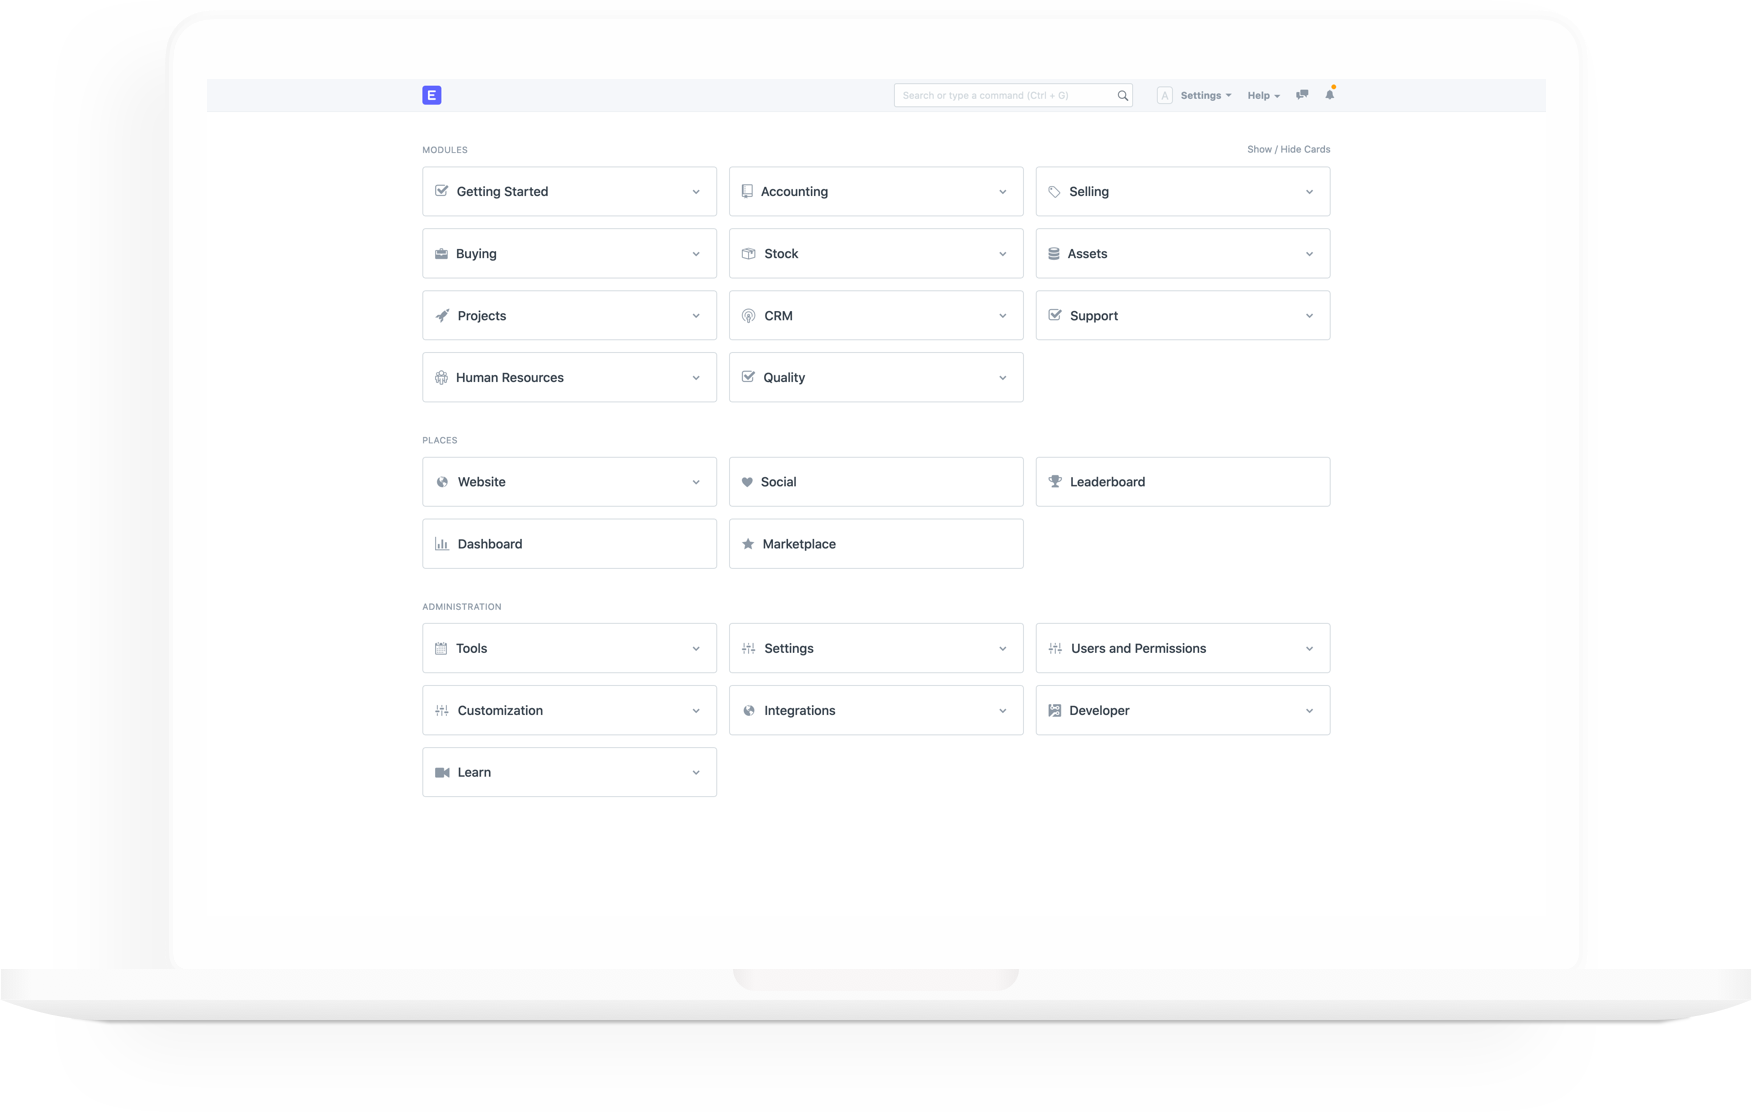 E
Search or type a command (Ctrl + G)
A
Settings
Help
MODULES
Show / Hide Cards
Getting Started
Accounting
Selling
Buying
Stock
Assets
Projects
CRM
Support
Human Resources
Quality
PLACES
Website
Social
Leaderboard
Dashboard
Marketplace
ADMINISTRATION
Tools
Settings
Users and Permissions
Customization
Integrations
Developer
Learn